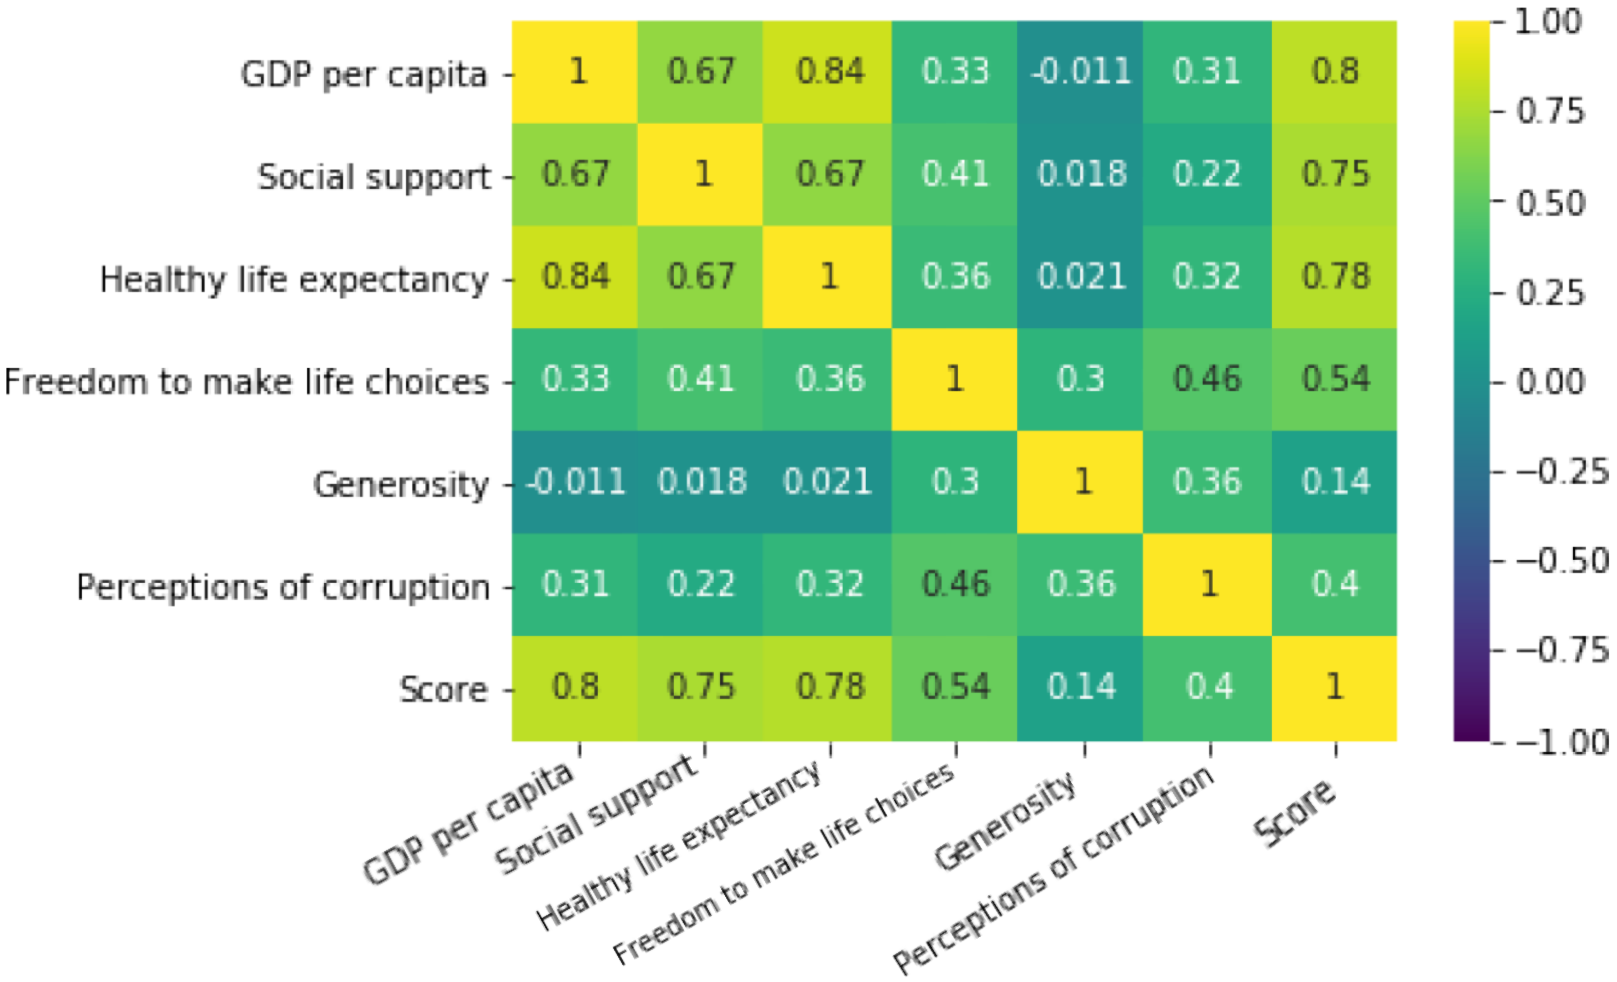 GDP per capita 1 0.67 0.84 0.33 -0.011 0.31 0.8
Social support 0.67 1 0.67 0.41 0.018 0.22 0.75
Healthy life expectancy 0.84 0.67 1 0.36 0.021 0.32 0.78
Freedom to make life choices 0.33 0.41 0.36 1 0.3 0.46 0.54
Generosity -0.011 0.018 0.021 0.3 1 0.36 0.14
Perceptions of corruption 0.31 0.22 0.32 0.46 0.36 1 0.4
Score 0.8 0.75 0.78 0.54 0.14 0.4 1
GDP per capita
Social support
Healthy life expectancy
Freedom to make life choices
Generosity
Perceptions of corruption
Score
1.00
0.75
0.50
0.25
0.00
−0.25
−0.50
−0.75
−1.00